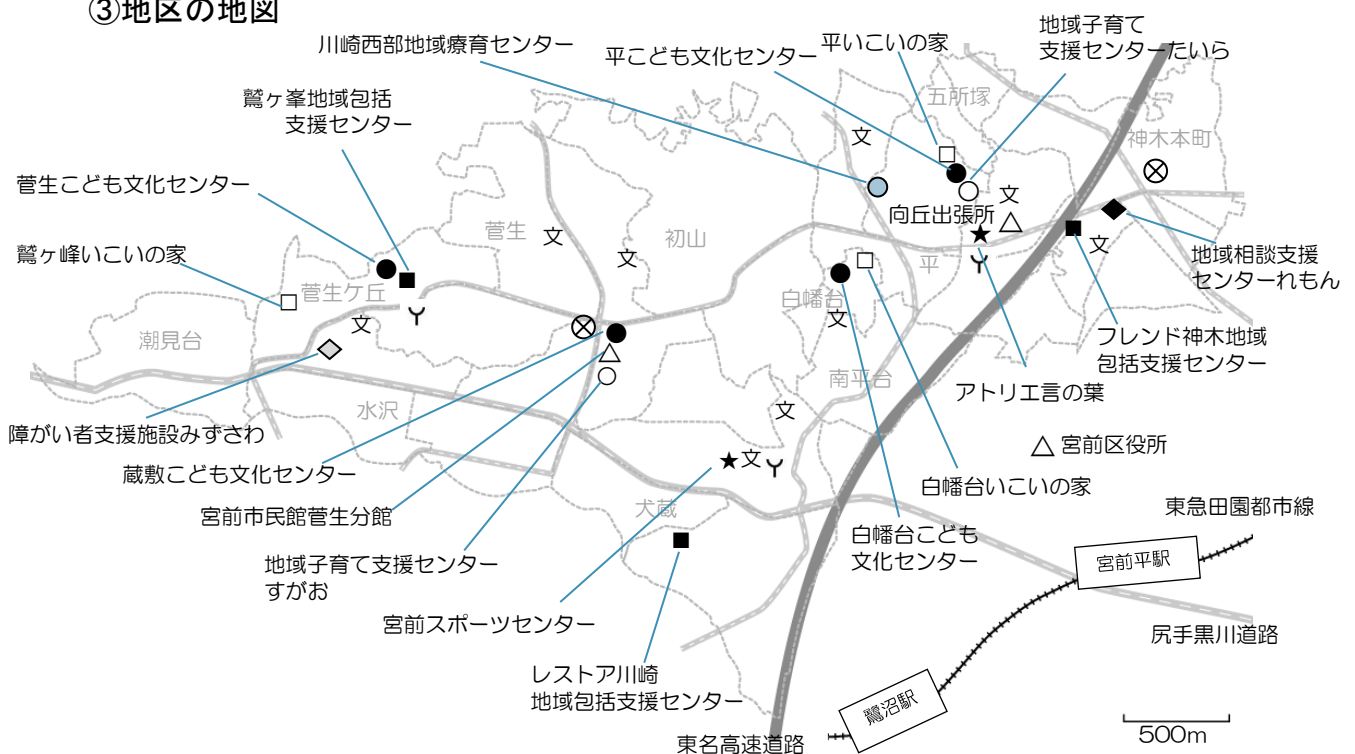 ③地区の地図
地域子育て
支援センターたいら
川崎西部地域療育センター
平こども文化センター
平いこいの家
鷲ヶ峯地域包括
支援センター
五所塚
神木本町
文
菅生こども文化センター
文
向丘出張所
菅生
文
初山
文
文
地域相談支援
センターれもん
鷲ヶ峰いこいの家
菅生ケ丘
平
白幡台
文
文
潮見台
フレンド神木地域
包括支援センター
南平台
アトリエ言の葉
水沢
文
障がい者支援施設みずさわ
宮前区役所
蔵敷こども文化センター
文
白幡台いこいの家
宮前市民館菅生分館
犬蔵
東急田園都市線
白幡台こども
文化センター
地域子育て支援センター
すがお
宮前平駅
宮前スポーツセンター
尻手黒川道路
レストア川崎
地域包括支援センター
鷺沼駅
500m
東名高速道路